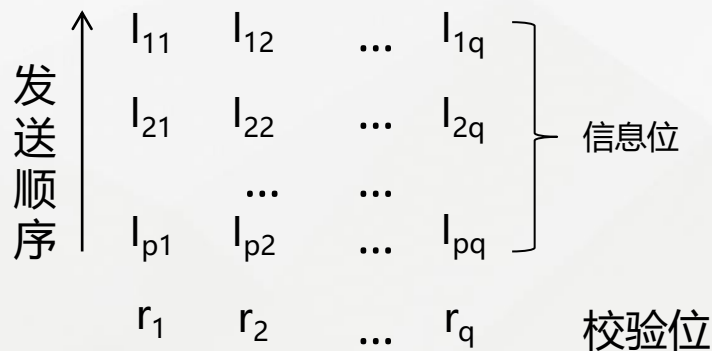 发送顺序
I₁₁ I₁₂ ... I₁q
I₂₁ I₂₂ ... I₂q
... ...
Iₚ₁ Iₚ₂ ... Iₚq
信息位
r₁ r₂ ... rq 校验位